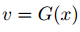 v = G(x)